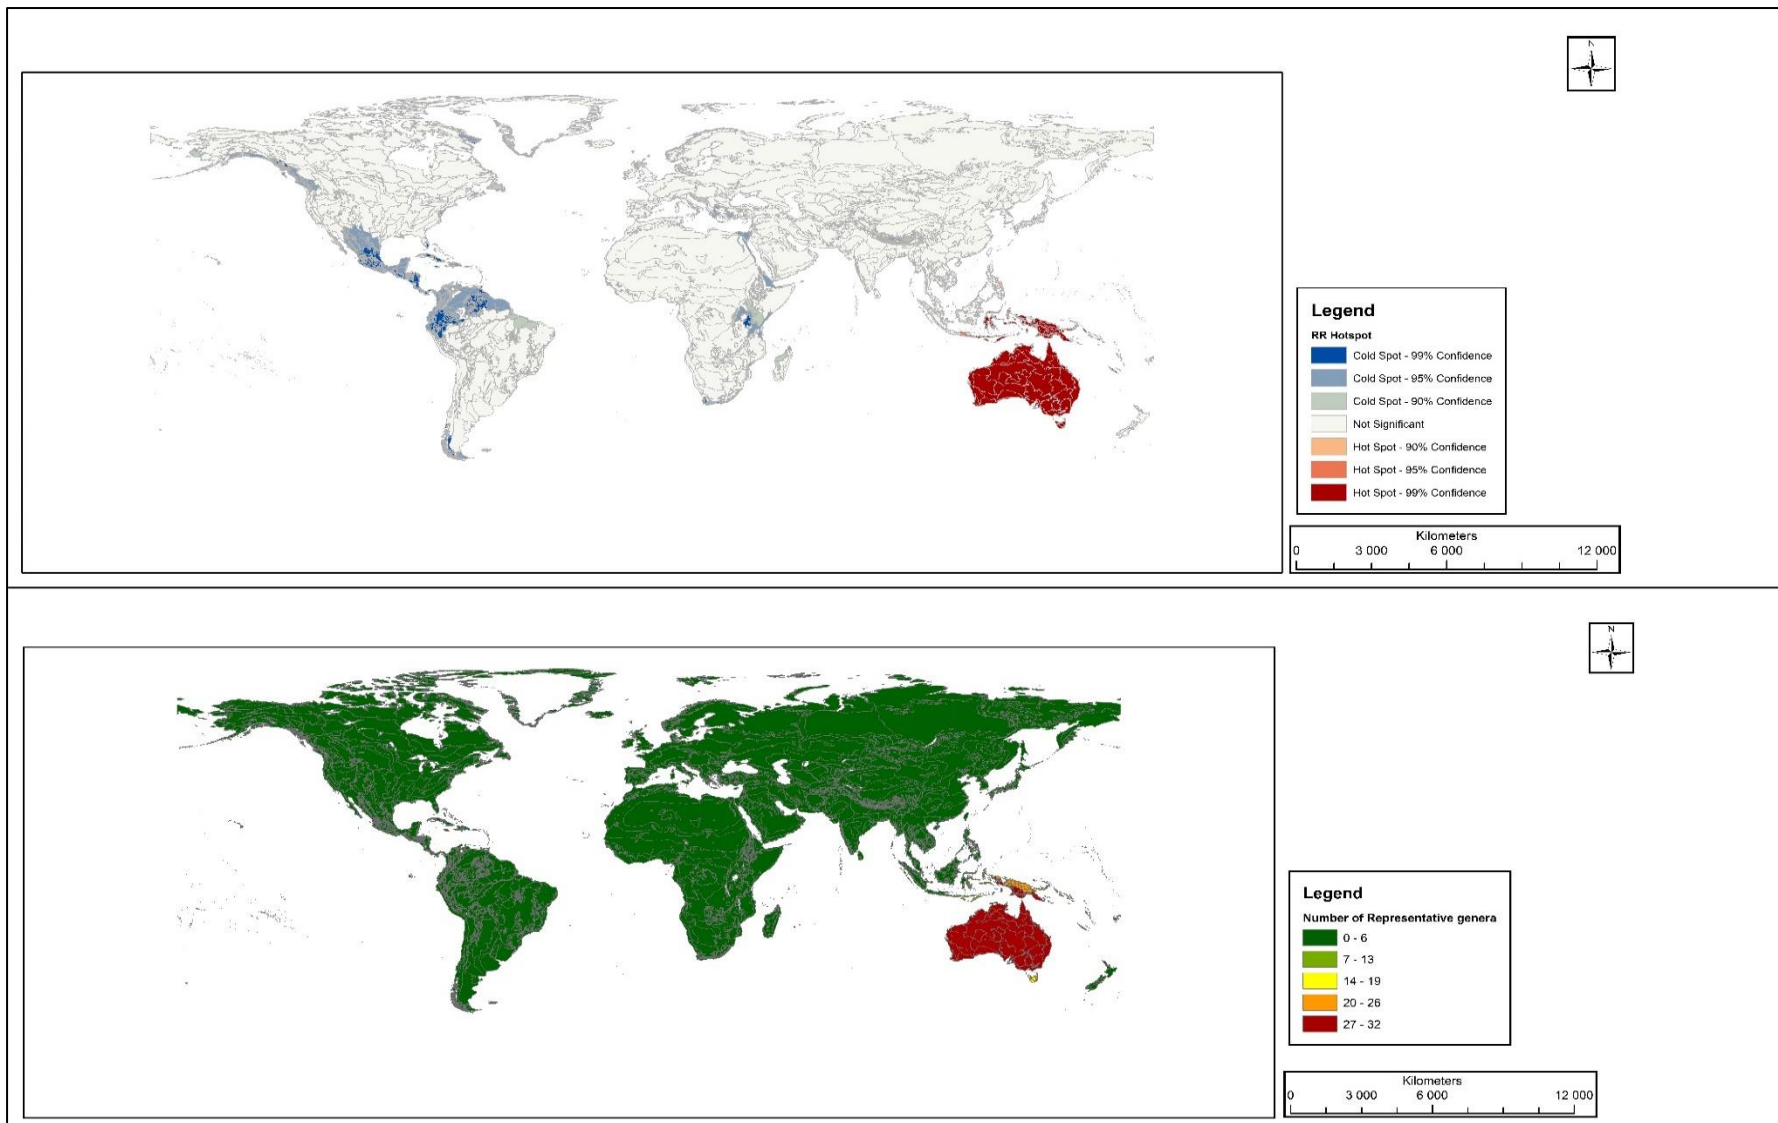 N
Legend
RR Hotspot
Cold Spot - 99% Confidence
Cold Spot - 95% Confidence
Cold Spot - 90% Confidence
Not Significant
Hot Spot - 90% Confidence
Hot Spot - 95% Confidence
Hot Spot - 99% Confidence
Kilometers
0 3 000 6 000 12 000
N
Legend
Number of Representative genera
0 - 6
7 - 13
14 - 19
20 - 26
27 - 32
Kilometers
0 3 000 6 000 12 000